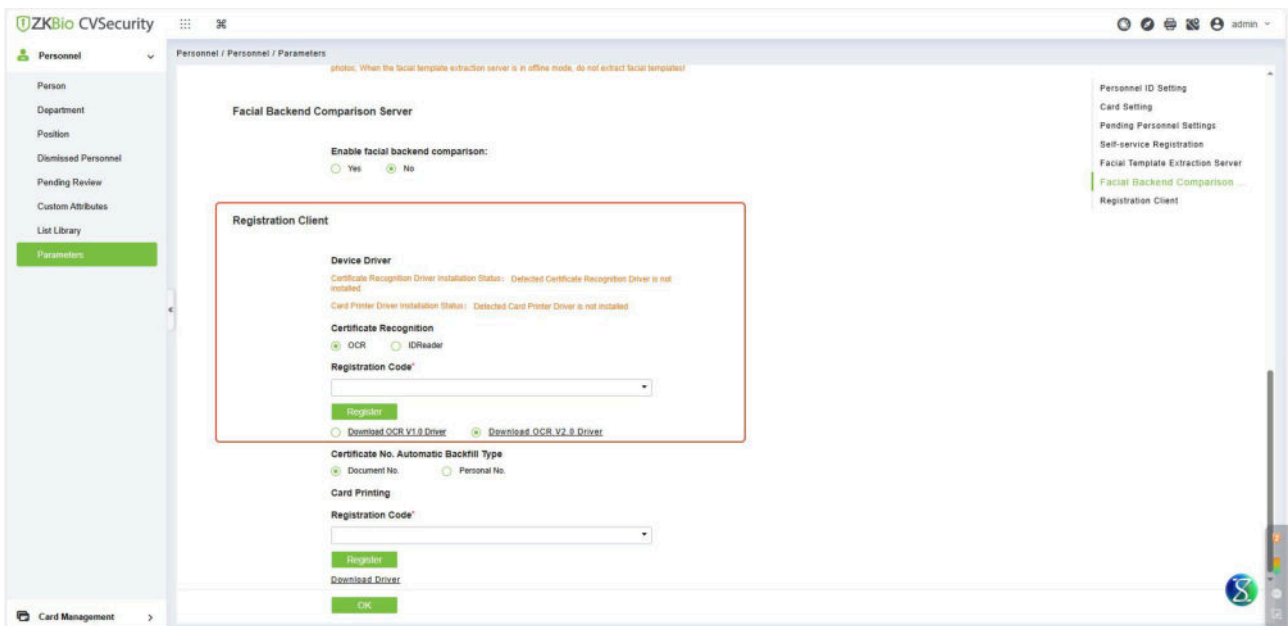 ZKBio CVSecurity
admin
Personnel
Personnel / Personnel / Parameters
photos. When the facial template extraction server is in offline mode, do not extract facial templates!
Person
Department
Position
Dismissed Personnel
Pending Review
Custom Attributes
List Library
Parameters
Facial Backend Comparison Server
Enable facial backend comparison:
Yes No
Registration Client
Device Driver
Certificate Recognition Driver Installation Status: Detected Certificate Recognition Driver is not
installed
Card Printer Driver Installation Status: Detected Card Printer Driver is not installed
Certificate Recognition
OCR IDReader
Registration Code*
Register
Download OCR V1.0 Driver Download OCR V2.0 Driver
Certificate No. Automatic Backfill Type
Document No. Personal No.
Card Printing
Registration Code*
Register
Download Driver
OK
Personnel ID Setting
Card Setting
Pending Personnel Settings
Self-service Registration
Facial Template Extraction Server
Facial Backend Comparison ...
Registration Client
Card Management